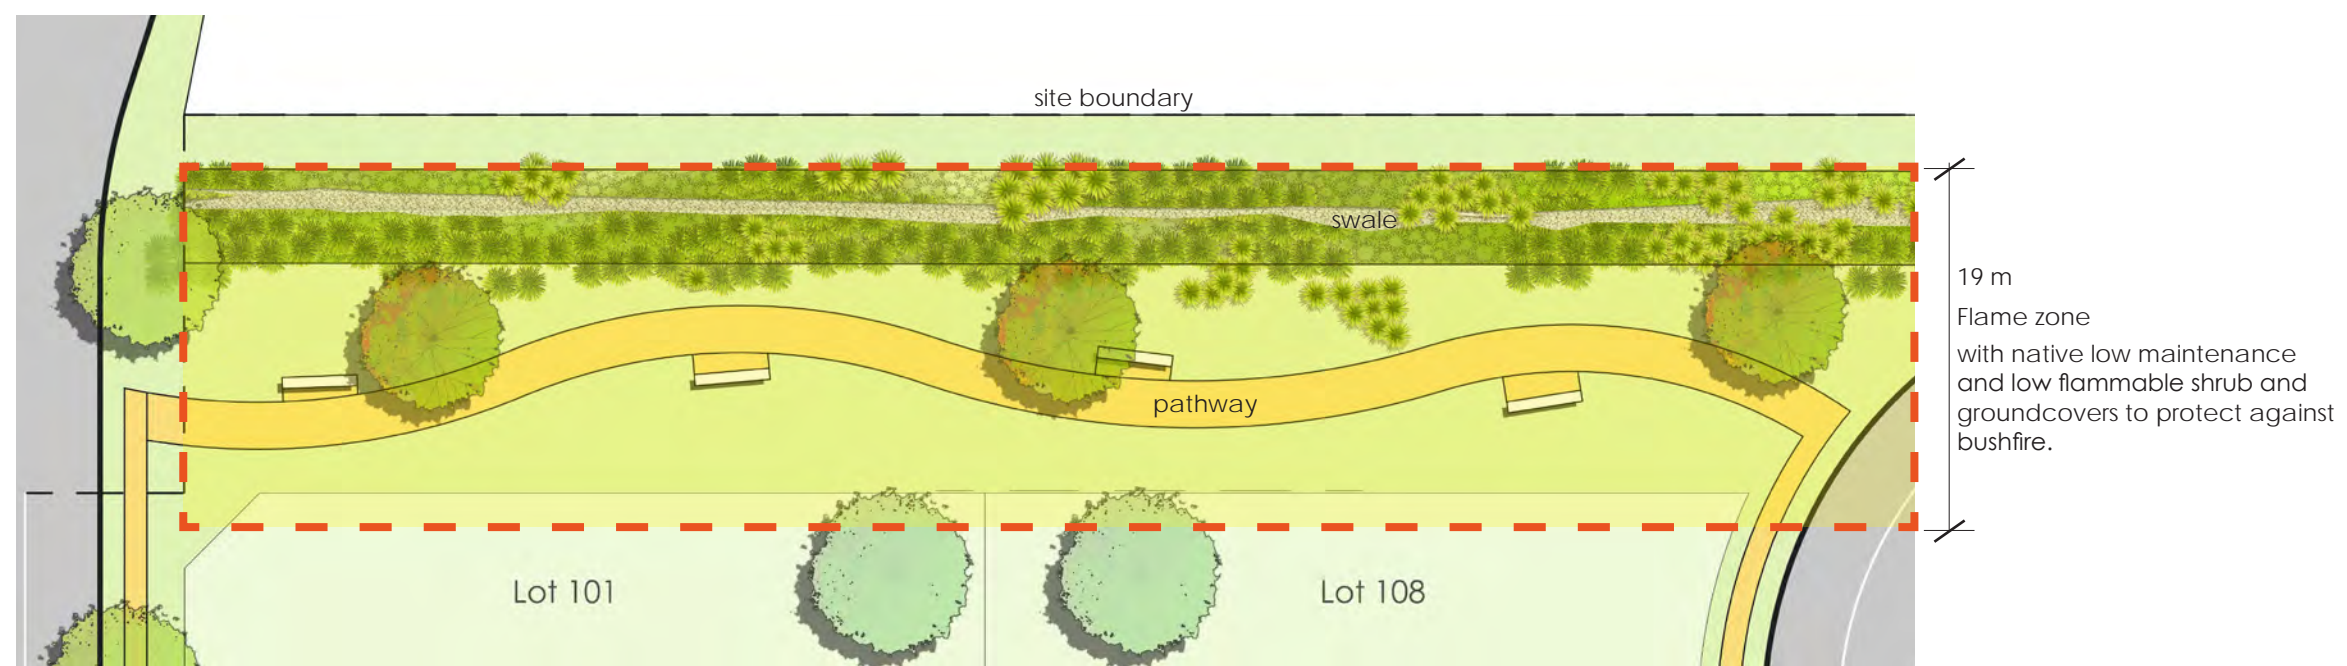 site boundary
swale
19 m
Flame zone
with native low maintenance
and low flammable shrub and
groundcovers to protect against
bushfire.
pathway
Lot 101
Lot 108